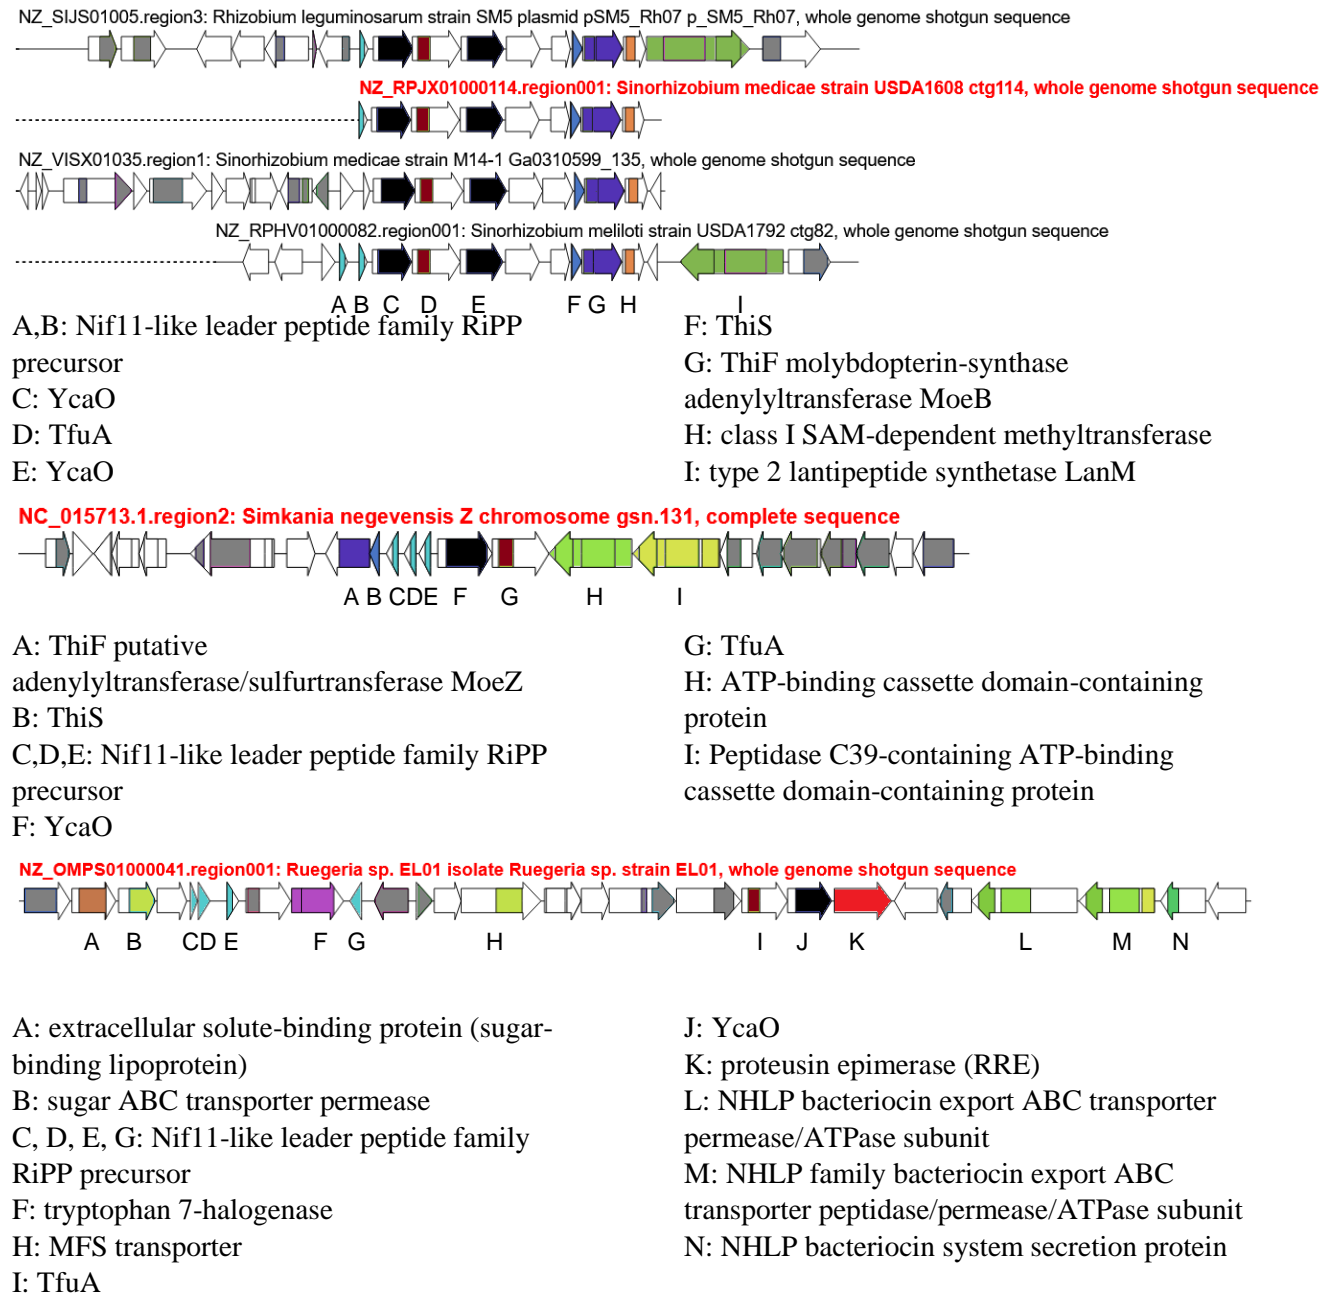 NZ_SIJS01005.region3: Rhizobium leguminosarum strain SM5 plasmid pSM5_Rh07 p_SM5_Rh07, whole genome shotgun sequence
NZ_RPJX01000114.region001: Sinorhizobium medicae strain USDA1608 ctg114, whole genome shotgun sequence
NZ_VISX01035.region1: Sinorhizobium medicae strain M14-1 Ga0310599_135, whole genome shotgun sequence
NZ_RPHV01000082.region001: Sinorhizobium meliloti strain USDA1792 ctg82, whole genome shotgun sequence
A B C D E F G H I
A,B: Nif11-like leader peptide family RiPP
precursor
C: YcaO
D: TfuA
E: YcaO
F: ThiS
G: ThiF molybdopterin-synthase
adenylyltransferase MoeB
H: class I SAM-dependent methyltransferase
I: type 2 lantipeptide synthetase LanM
NC_015713.1.region2: Simkania negevensis Z chromosome gsn.131, complete sequence
A B C D E F G H I
A: ThiF putative
adenylyltransferase/sulfurtransferase MoeZ
B: ThiS
C,D,E: Nif11-like leader peptide family RiPP
precursor
F: YcaO
G: TfuA
H: ATP-binding cassette domain-containing
protein
I: Peptidase C39-containing ATP-binding
cassette domain-containing protein
NZ_OMPS01000041.region001: Ruegeria sp. EL01 isolate Ruegeria sp. strain EL01, whole genome shotgun sequence
A B C D E F G H I J K L M N
A: extracellular solute-binding protein (sugar-
binding lipoprotein)
B: sugar ABC transporter permease
C, D, E, G: Nif11-like leader peptide family
RiPP precursor
F: tryptophan 7-halogenase
H: MFS transporter
I: TfuA
J: YcaO
K: proteusin epimerase (RRE)
L: NHLP bacteriocin export ABC transporter
permease/ATPase subunit
M: NHLP family bacteriocin export ABC
transporter peptidase/permease/ATPase subunit
N: NHLP bacteriocin system secretion protein